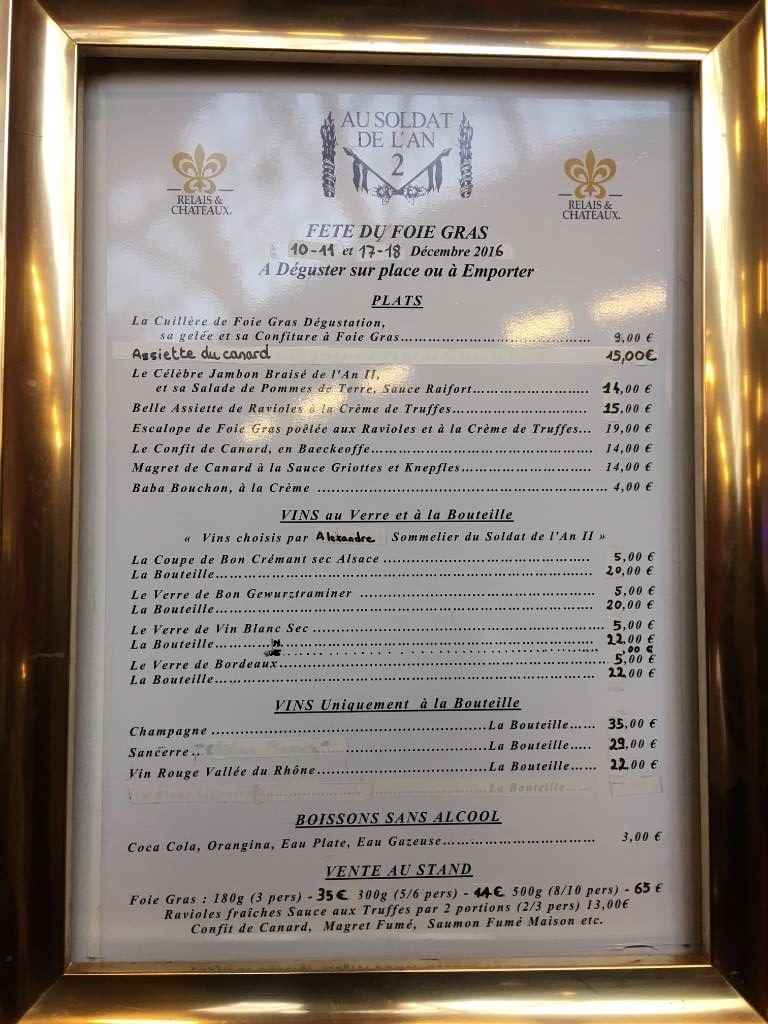 AU SOLDAT
DE L'AN
2
RELAIS &
CHATEAUX.
RELAIS &
CHATEAUX.
FETE DU FOIE GRAS
10-11 et 17-18 Décembre 2016
A Déguster sur place ou à Emporter
PLATS
La Cuillère de Foie Gras Dégustation,
sa gelée et sa Confiture à Foie Gras.......................................... 9,00 €
Assiette du canard 15,00€
Le Célèbre Jambon Braisé de l'An II,
et sa Salade de Pommes de Terre, Sauce Raifort......................... 14,00 €
Belle Assiette de Ravioles à la Crème de Truffes............................. 15,00 €
Escalope de Foie Gras poêlée aux Ravioles et à la Crème de Truffes... 19,00 €
Le Confit de Canard, en Baeckeoffe................................................ 14,00 €
Magret de Canard à la Sauce Griottes et Knepfles............................ 14,00 €
Baba Bouchon, à la Crème ............................................................. 4,00 €
VINS au Verre et à la Bouteille
« Vins choisis par Alexandre Sommelier du Soldat de l'An II »
La Coupe de Bon Crémant sec Alsace ............................................. 5,00 €
La Bouteille................................................................................. 20,00 €
Le Verre de Bon Gewurztraminer .................................................. 5,00 €
La Bouteille................................................................................. 20,00 €
Le Verre de Vin Blanc Sec ............................................................. 5,00 €
La Bouteille................................................................................. 22,00 €
,00 €
Le Verre de Bordeaux.................................................................... 5,00 €
La Bouteille................................................................................. 22,00 €
VINS Uniquement à la Bouteille
Champagne ........................................................La Bouteille...... 35,00 €
Sancerre.. La Bouteille..... 29,00 €
Vin Rouge Vallée du Rhône...................................La Bouteille...... 22,00 €
La Bouteille......
BOISSONS SANS ALCOOL
Coca Cola, Orangina, Eau Plate, Eau Gazeuse................................. 3,00 €
VENTE AU STAND
Foie Gras : 180g (3 pers) - 35€ 300g (5/6 pers) - 44€ 500g (8/10 pers) - 65 €
Ravioles fraîches Sauce aux Truffes par 2 portions (2/3 pers) 13,00€
Confit de Canard, Magret Fumé, Saumon Fumé Maison etc.